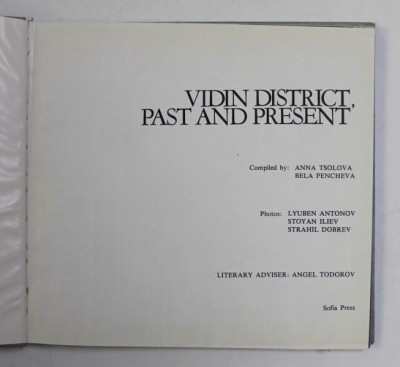 VIDIN DISTRICT,
PAST AND PRESENT
Compiled by: ANNA TSOLOVA
BELA PENCHEVA
Photos: LYUBEN ANTONOV
STOYAN ILIEV
STRAHIL DOBREV
LITERARY ADVISER: ANGEL TODOROV
Sofia Press